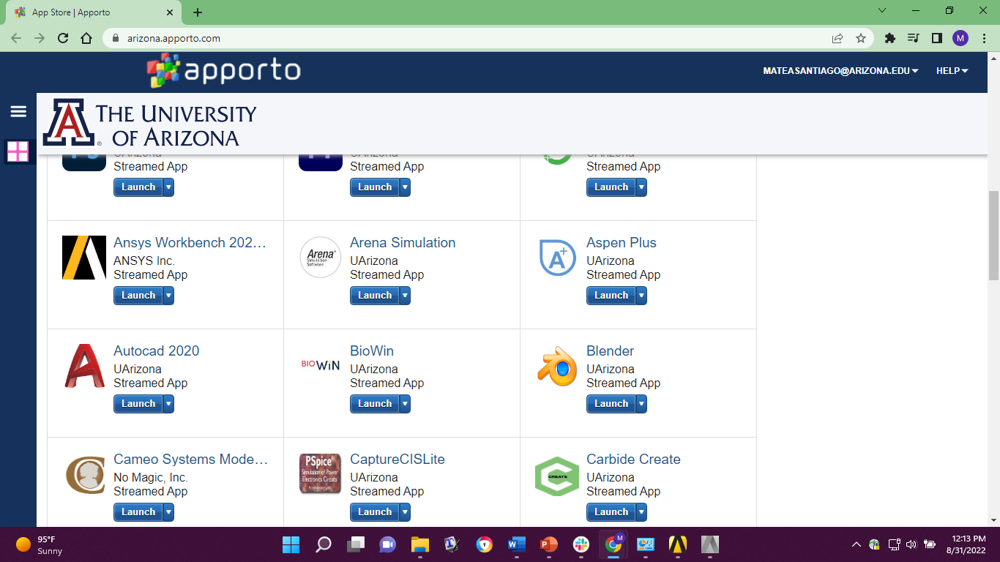 App Store | Apporto
arizona.apporto.com
M
apporto
MATEASANTIAGO@ARIZONA.EDU
HELP
THE UNIVERSITY
OF ARIZONA
A
UArizona
UArizona
UArizona
Streamed App
Streamed App
Streamed App
Launch
Launch
Launch
Ansys Workbench 202...
Arena Simulation
Aspen Plus
Arena
Simulation
Software
A+
ANSYS Inc.
UArizona
UArizona
Streamed App
Streamed App
Streamed App
Launch
Launch
Launch
Autocad 2020
BioWin
Blender
BIOWIN
UArizona
UArizona
UArizona
Streamed App
Streamed App
Streamed App
Launch
Launch
Launch
Cameo Systems Mode...
CaptureCISLite
Carbide Create
PSpice
Simulation of Power
Electronics Circuits
CREATE
No Magic, Inc.
UArizona
UArizona
Streamed App
Streamed App
Streamed App
Launch
Launch
Launch
95°F
Sunny
12:13 PM
8/31/2022